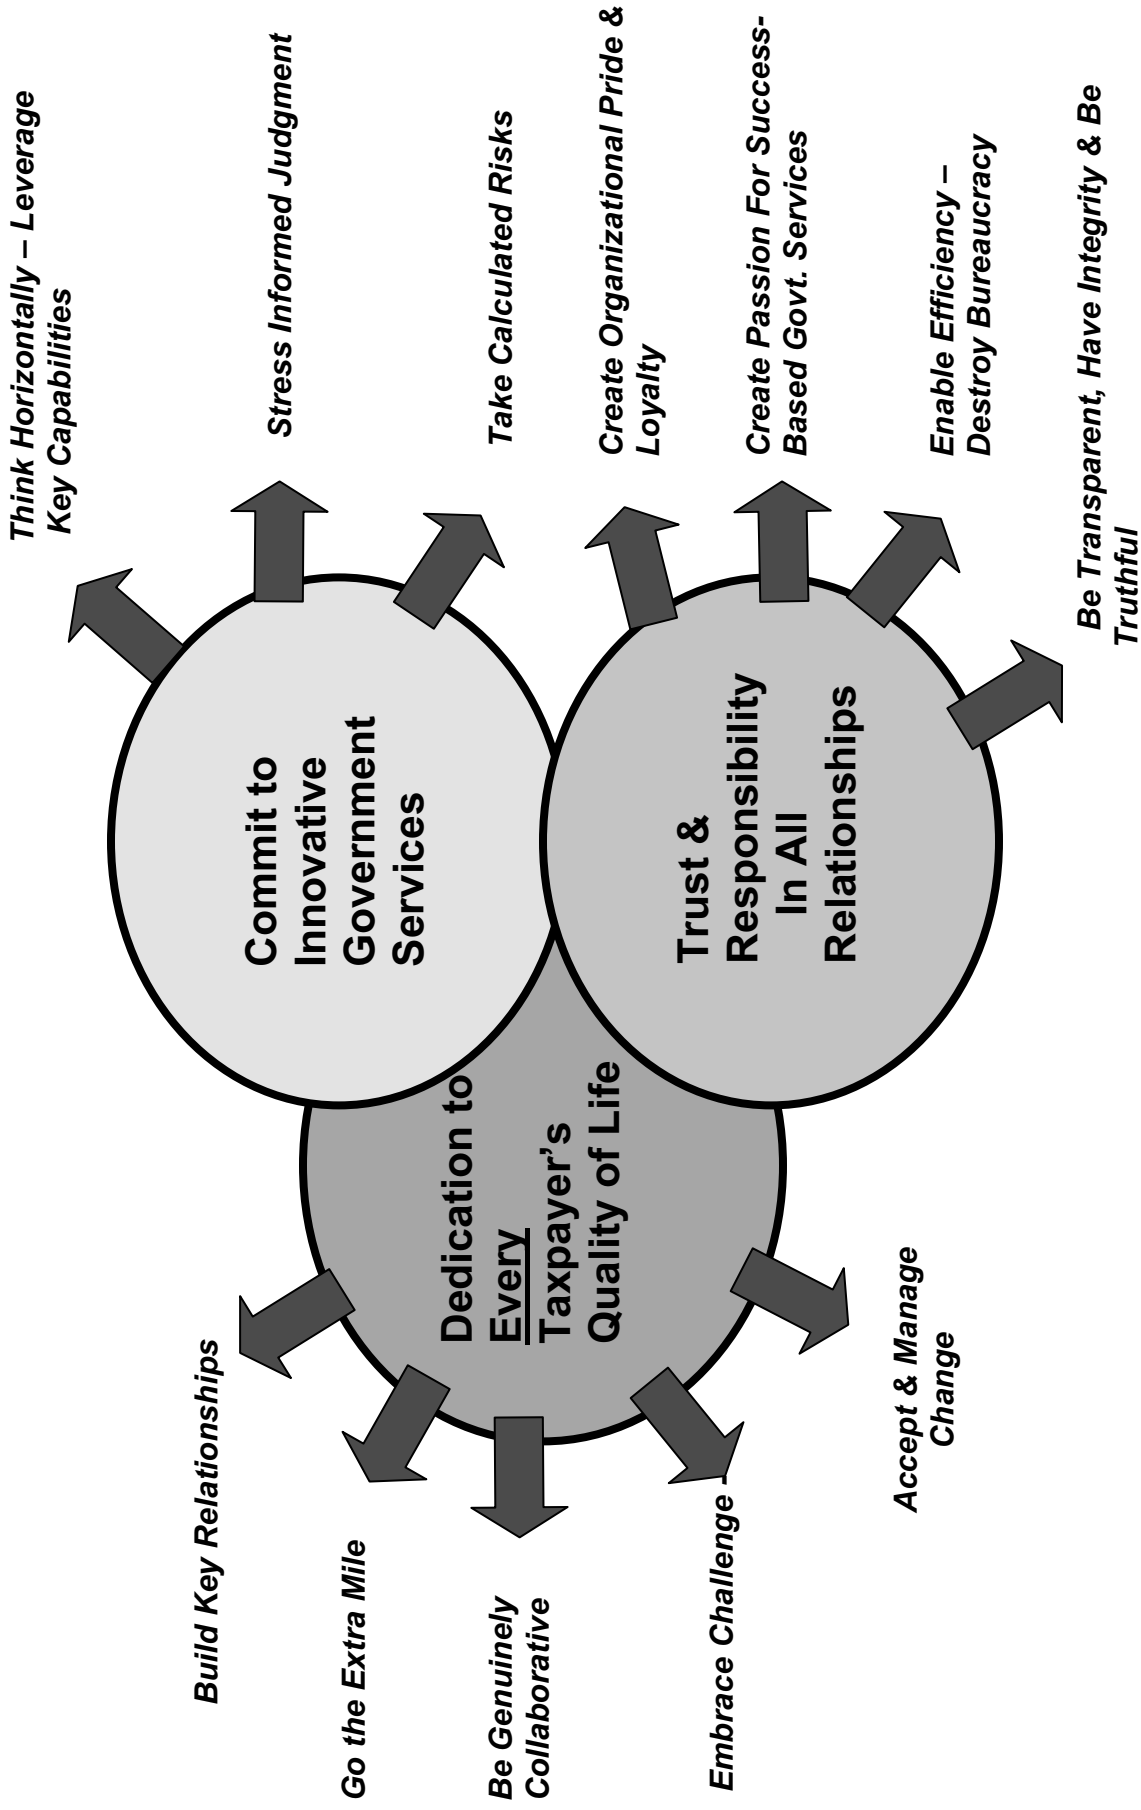 Think Horizontally – Leverage
Key Capabilities
Stress Informed Judgment
Take Calculated Risks
Create Organizational Pride &
Loyalty
Create Passion For Success-
Based Govt. Services
Enable Efficiency –
Destroy Bureaucracy
Be Transparent, Have Integrity & Be
Truthful
Commit to
Innovative
Government
Services
Trust &
Responsibility
In All
Relationships
Dedication to
Every
Taxpayer’s
Quality of Life
Build Key Relationships
Go the Extra Mile
Be Genuinely
Collaborative
Embrace Challenge –
Accept & Manage
Change